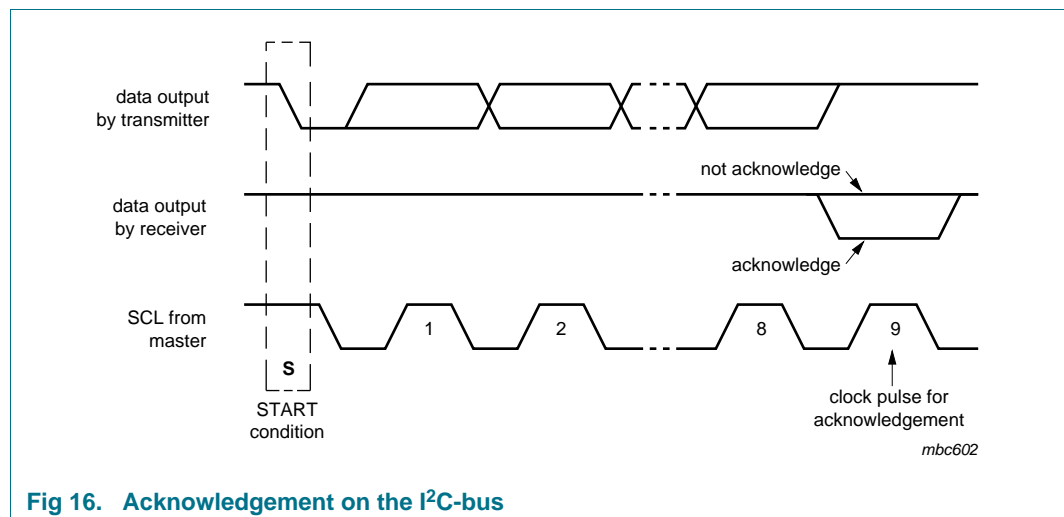 data output
by transmitter
not acknowledge
data output
by receiver
acknowledge
SCL from
master
1
2
8
9
S
START
condition
clock pulse for
acknowledgement
mbc602
Fig 16. Acknowledgement on the I²C-bus